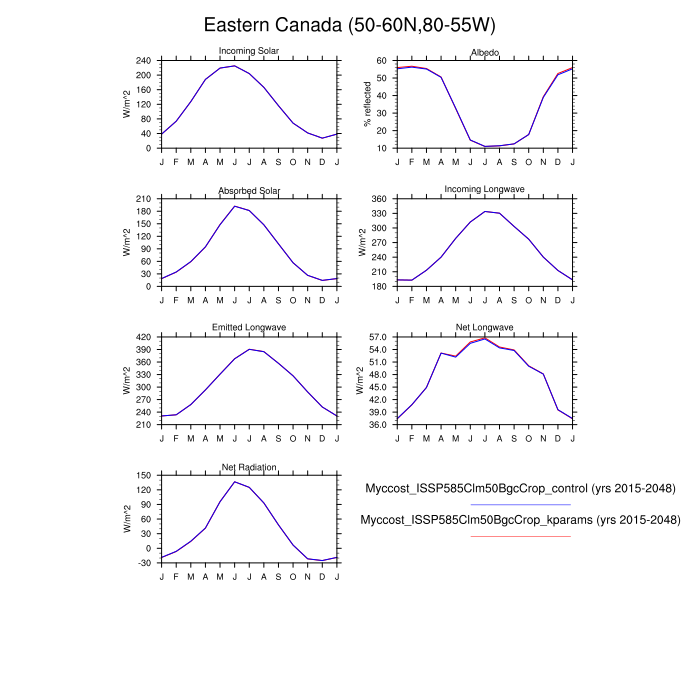 Eastern Canada (50-60N,80-55W)
Incoming Solar
W/m^2
240
200
160
120
80
40
0
J F M A M J J A S O N D J
Albedo
% reflected
60
50
40
30
20
10
J F M A M J J A S O N D J
Absorbed Solar
W/m^2
210
180
150
120
90
60
30
0
J F M A M J J A S O N D J
Incoming Longwave
W/m^2
360
330
300
270
240
210
180
J F M A M J J A S O N D J
Emitted Longwave
W/m^2
420
390
360
330
300
270
240
210
J F M A M J J A S O N D J
Net Longwave
W/m^2
57.0
54.0
51.0
48.0
45.0
42.0
39.0
36.0
J F M A M J J A S O N D J
Net Radiation
W/m^2
150
120
90
60
30
0
-30
J F M A M J J A S O N D J
Myccost_ISSP585Clm50BgcCrop_control (yrs 2015-2048)
Myccost_ISSP585Clm50BgcCrop_kparams (yrs 2015-2048)